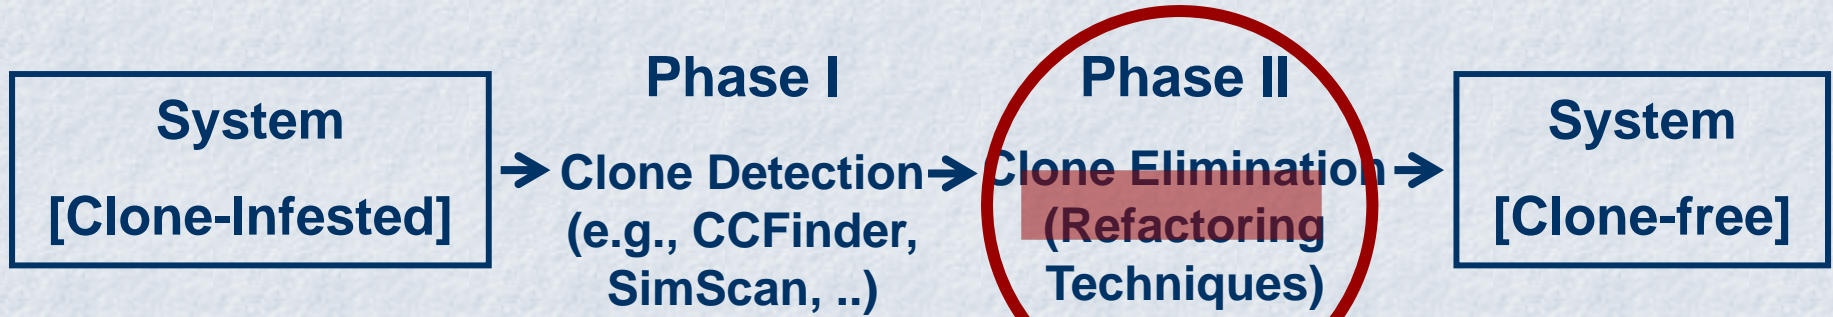 System
[Clone-Infested]
Phase I
Clone Detection
(e.g., CCFinder,
SimScan, ..)
Phase II
Clone Elimination
(Refactoring
Techniques)
System
[Clone-free]